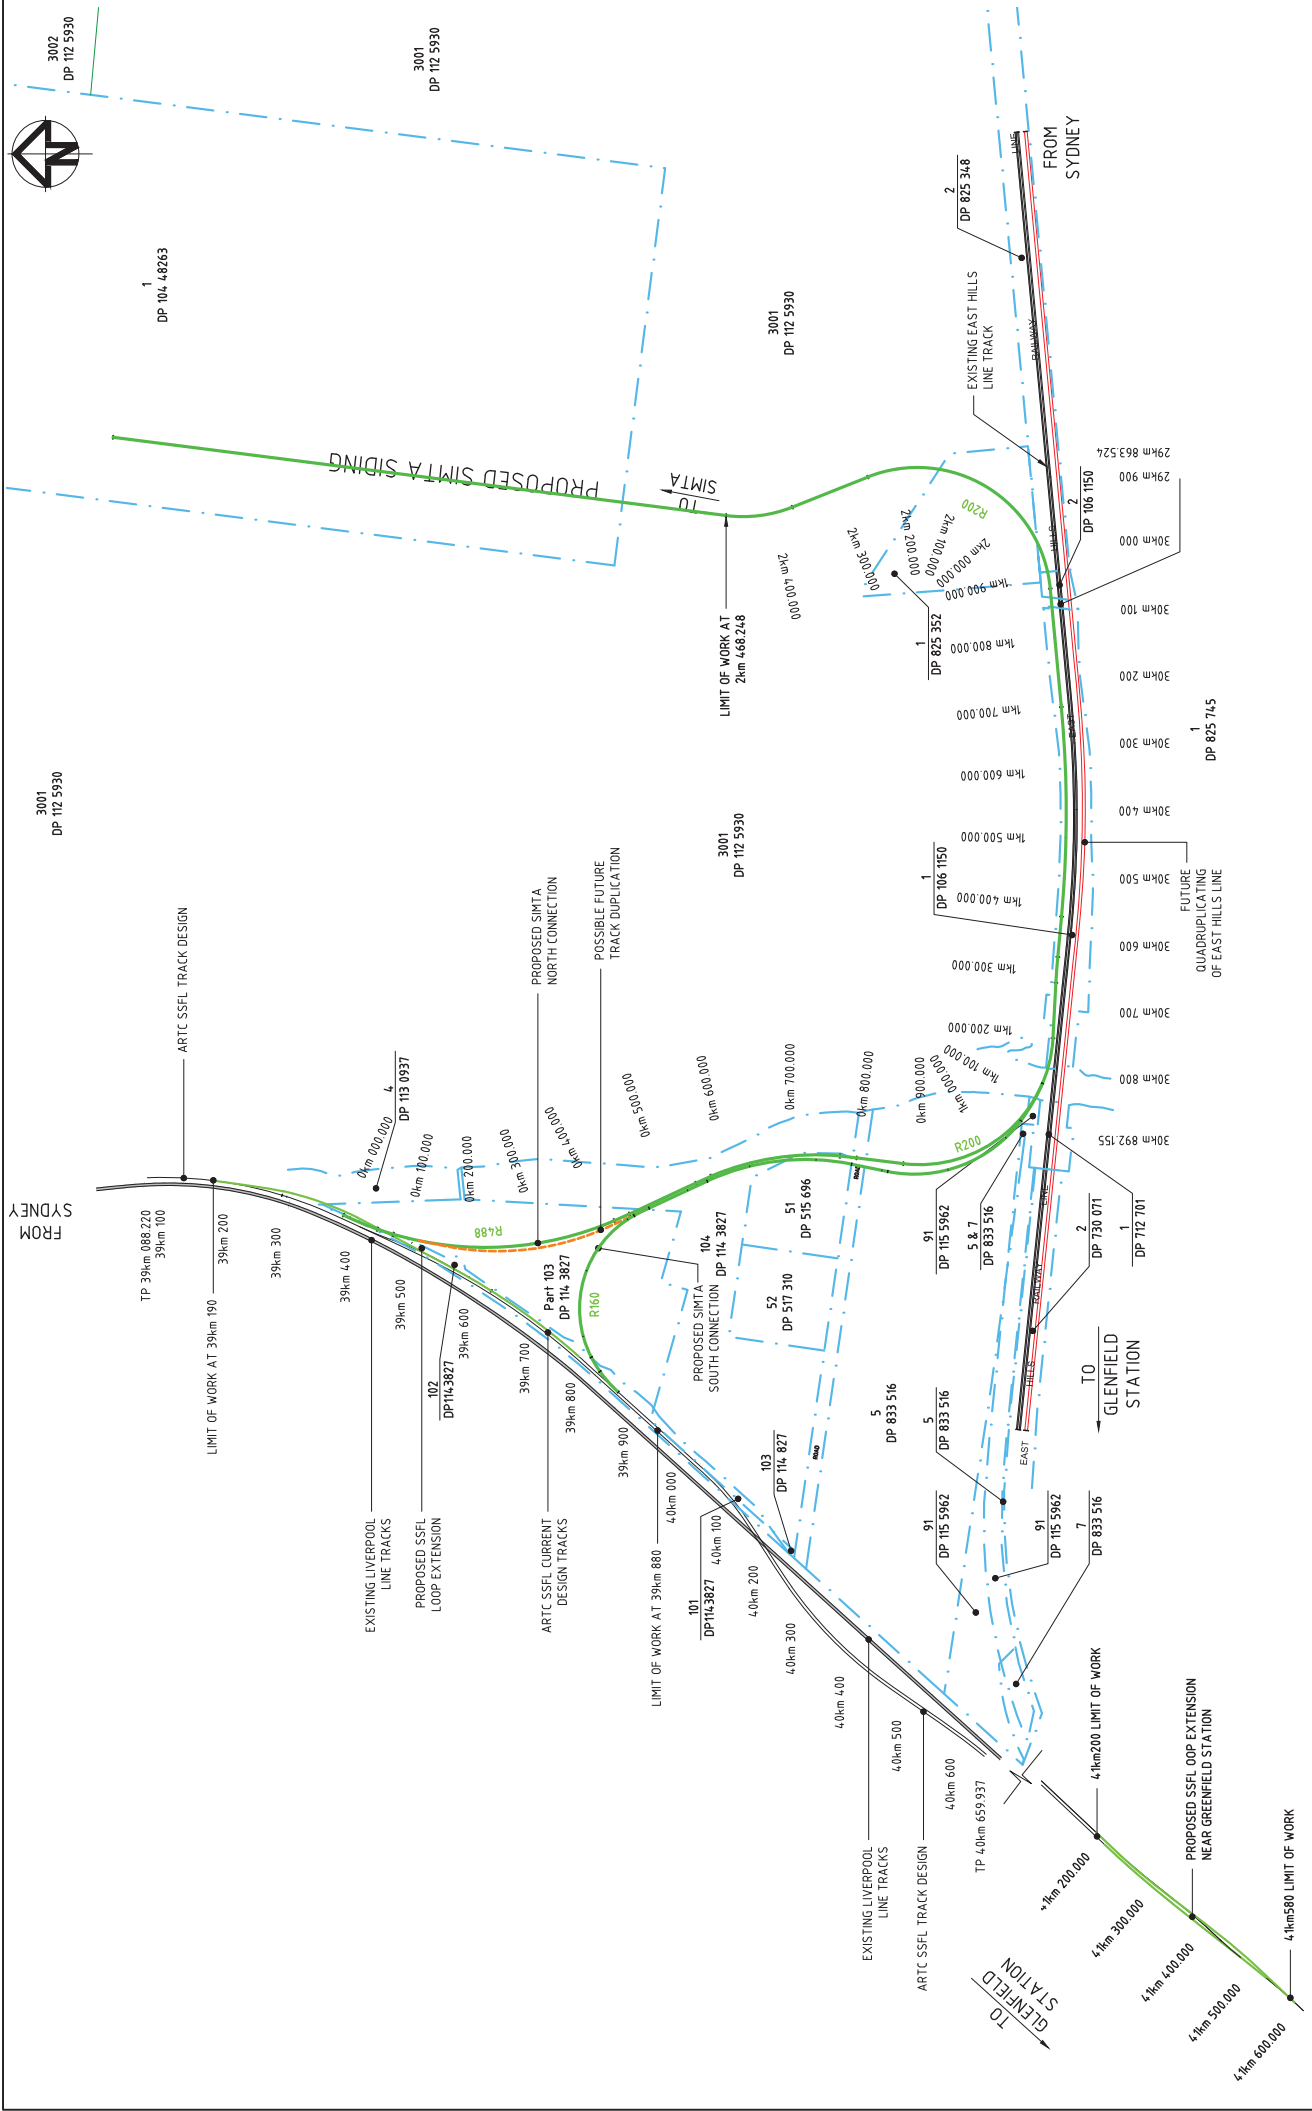 3002
DP 112 5930
3001
DP 112 5930
N
1
DP 104 48263
3001
DP 112 5930
2
DP 825 348
FROM
SYDNEY
LINE
RAILWAY
EXISTING EAST HILLS
LINE TRACK
PROPOSED SIMTA SIDING
TO
SIMTA
LIMIT OF WORK AT
2km 468.248
R200
2km 400.000
2km 300.000
2km 200.000
2km 100.000
2km 000.000
1km 900.000
1km 800.000
1km 700.000
1km 600.000
1km 500.000
1km 400.000
1km 300.000
1km 200.000
1km 100.000
1km 000.000
1
DP 825 352
2
DP 106 1150
29km 863.524
29km 900
30km 000
30km 100
30km 200
30km 300
30km 400
30km 500
30km 600
30km 700
30km 800
30km 892.155
EAST
1
DP 825 745
1
DP 106 1150
FUTURE
QUADRUPLICATING
OF EAST HILLS LINE
3001
DP 112 5930
3001
DP 112 5930
ARTC SSFL TRACK DESIGN
PROPOSED SIMTA
NORTH CONNECTION
POSSIBLE FUTURE
TRACK DUPLICATION
4
DP 113 0937
0km 000.000
0km 100.000
0km 200.000
0km 300.000
0km 400.000
0km 500.000
0km 600.000
0km 700.000
0km 800.000
0km 900.000
R488
R160
R200
FROM
SYDNEY
TP 39km 088.220
39km 100
39km 200
39km 300
39km 400
39km 500
39km 600
39km 700
39km 800
39km 900
40km 000
40km 100
40km 200
40km 300
40km 400
40km 500
40km 600
TP 40km 659.937
LIMIT OF WORK AT 39km 190
EXISTING LIVERPOOL
LINE TRACKS
PROPOSED SSFL
LOOP EXTENSION
102
DP1143827
Part 103
DP 114 3827
ARTC SSFL CURRENT
DESIGN TRACKS
LIMIT OF WORK AT 39km 880
PROPOSED SIMTA
SOUTH CONNECTION
104
DP 114 3827
51
DP 515 696
52
DP 517 310
ROAD
ROAD
101
DP1143827
103
DP 114 827
5
DP 833 516
91
DP 115 5962
5 & 7
DP 833 516
2
DP 730 071
1
DP 712 701
LINE
RAILWAY
HILLS
EAST
TO
GLENFIELD
STATION
5
DP 833 516
91
DP 115 5962
91
DP 115 5962
7
DP 833 516
EXISTING LIVERPOOL
LINE TRACKS
ARTC SSFL TRACK DESIGN
41km200 LIMIT OF WORK
PROPOSED SSFL OOP EXTENSION
NEAR GREENFIELD STATION
41km580 LIMIT OF WORK
41km 200.000
41km 300.000
41km 400.000
41km 500.000
41km 600.000
TO
GLENFIELD
STATION